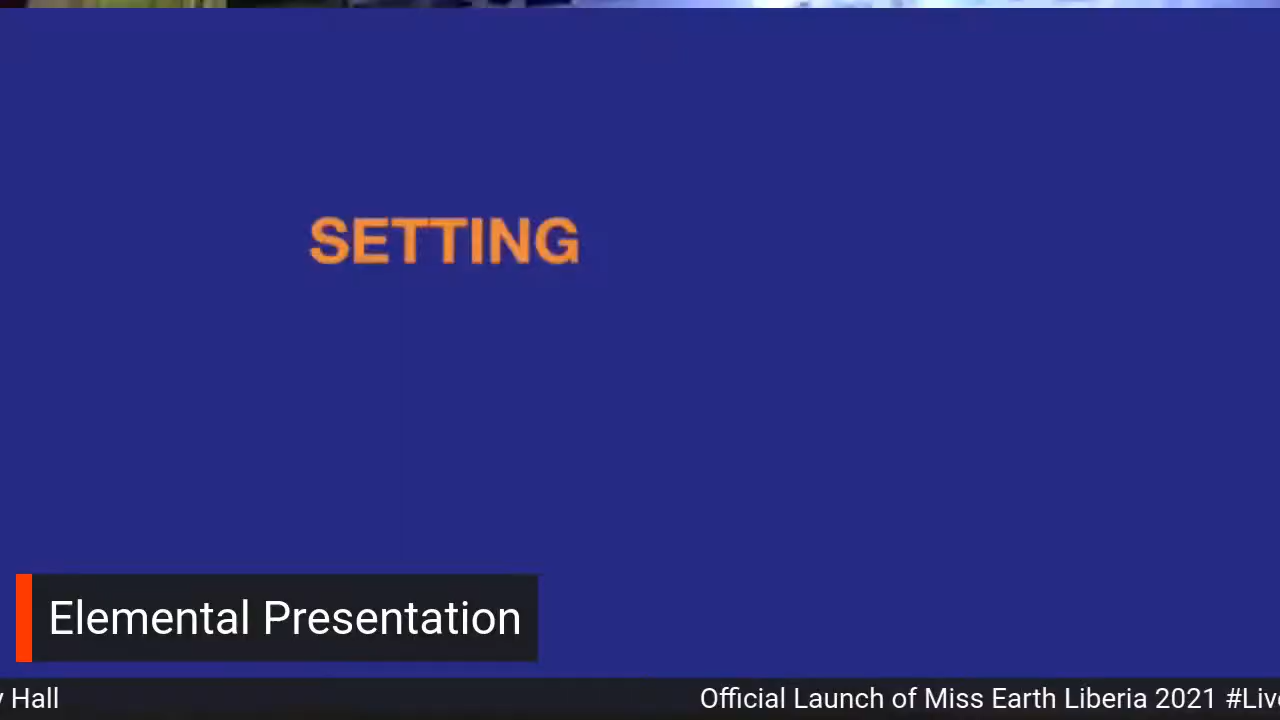 SETTING
Elemental Presentation
Hall
Official Launch of Miss Earth Liberia 2021